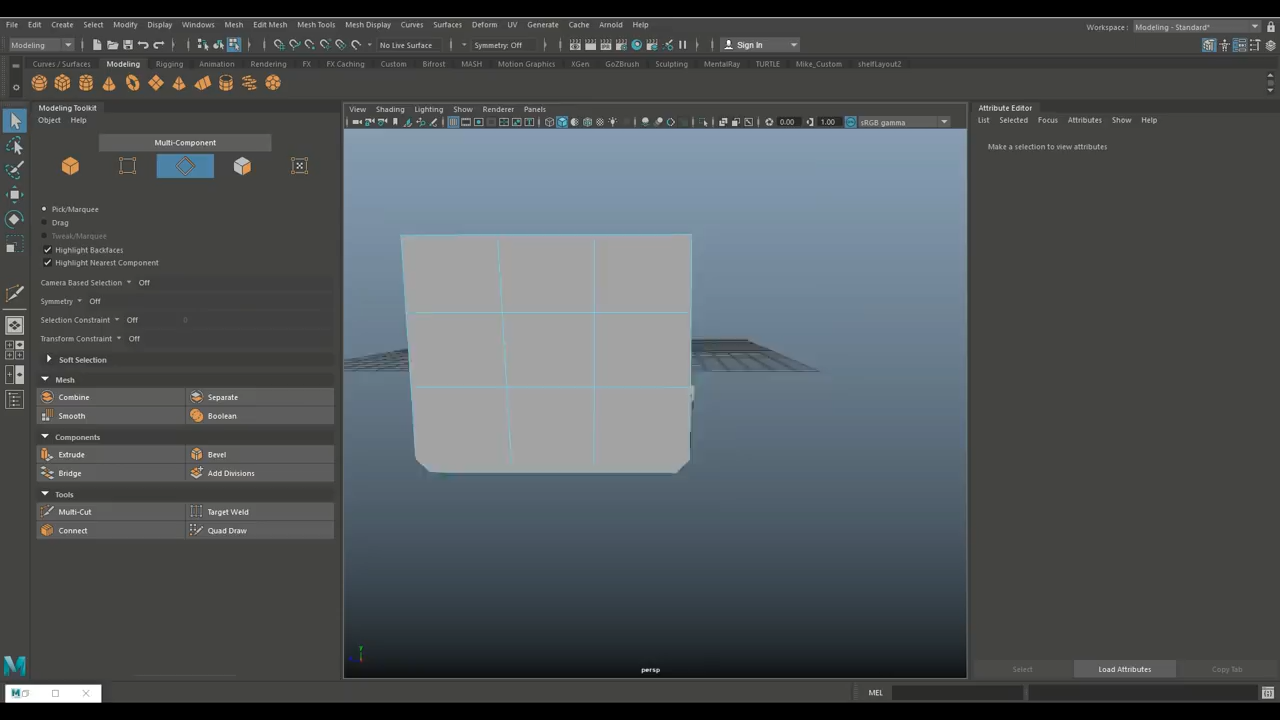 File Edit Create Select Modify Display Windows Mesh Edit Mesh Mesh Tools Mesh Display Curves Surfaces Deform UV Generate Cache Arnold Help
Workspace : Modeling - Standard*
Modeling No Live Surface Symmetry: Off Sign In
Curves / Surfaces Modeling Rigging Animation Rendering FX FX Caching Custom Bifrost MASH Motion Graphics XGen GoZBrush Sculpting MentalRay TURTLE Mike_Custom shelfLayout2
Modeling Toolkit
Object Help
Multi-Component
Pick/Marquee
Drag
Tweak/Marquee
Highlight Backfaces
Highlight Nearest Component
Camera Based Selection Off
Symmetry Off
Selection Constraint Off
Transform Constraint Off
Soft Selection
Mesh
Combine Separate
Smooth Boolean
Components
Extrude Bevel
Bridge Add Divisions
Tools
Multi-Cut Target Weld
Connect Quad Draw
View Shading Lighting Show Renderer Panels
0.00 1.00 sRGB gamma
persp
Attribute Editor
List Selected Focus Attributes Show Help
Make a selection to view attributes
Select Load Attributes Copy Tab
MEL